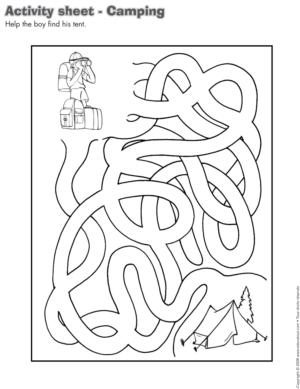 Activity sheet - Camping
Help the boy find his tent.